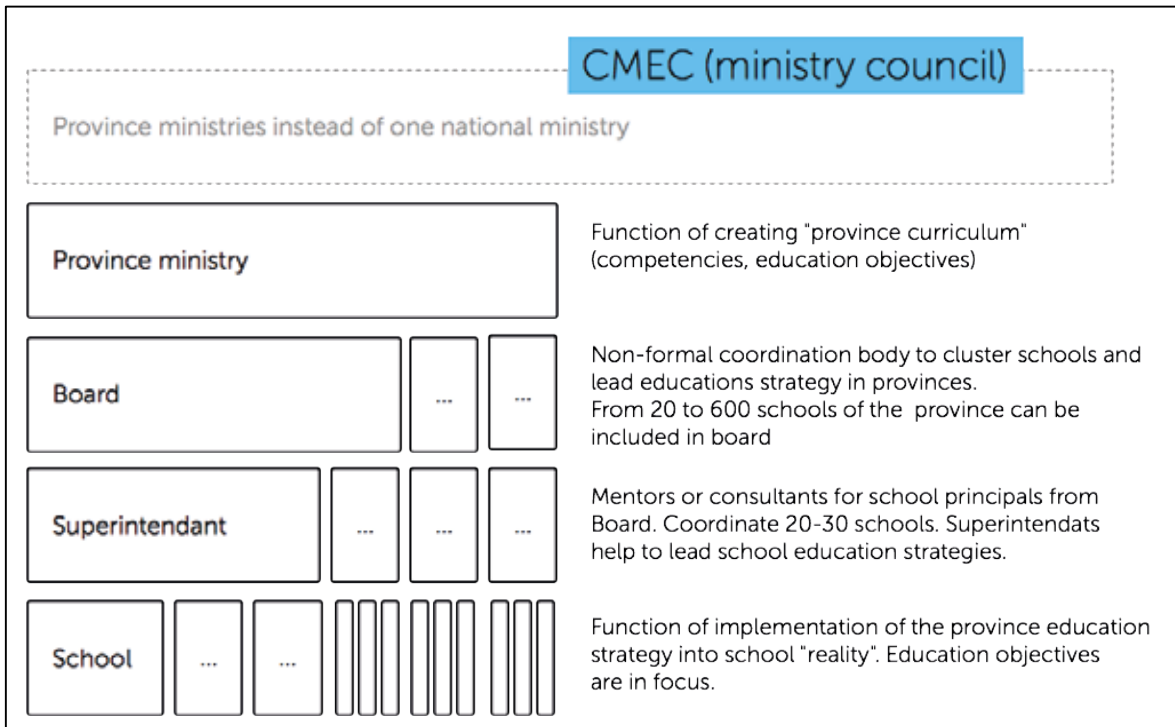 CMEC (ministry council)
Province ministries instead of one national ministry
Province ministry
Function of creating "province curriculum"
(competencies, education objectives)
Board
...
...
Non-formal coordination body to cluster schools and
lead educations strategy in provinces.
From 20 to 600 schools of the province can be
included in board
Superintendant
...
...
...
Mentors or consultants for school principals from
Board. Coordinate 20-30 schools. Superintendats
help to lead school education strategies.
School
...
...
Function of implementation of the province education
strategy into school "reality". Education objectives
are in focus.